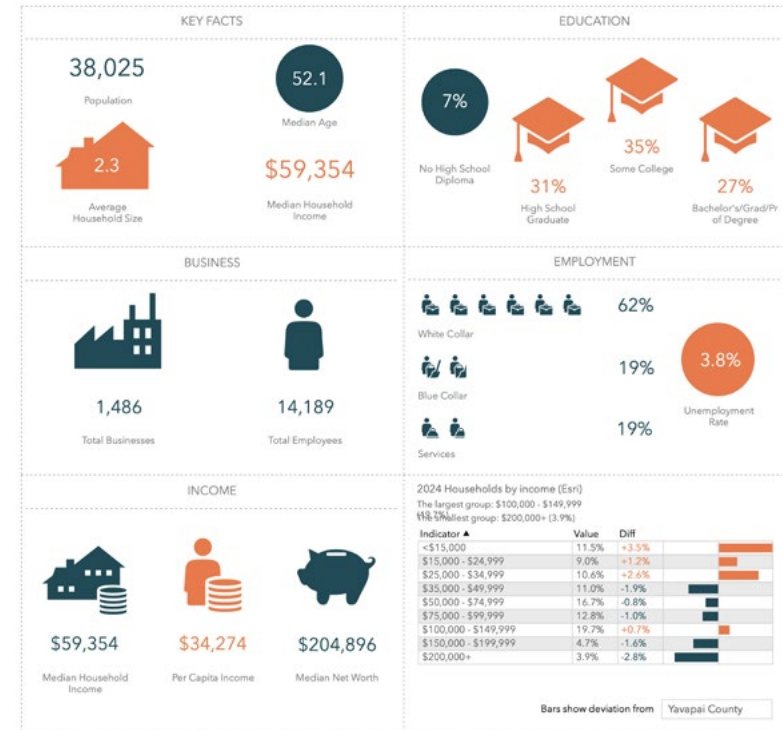 KEY FACTS
38,025
Population
52.1
Median Age
2.3
Average
Household Size
$59,354
Median Household
Income
EDUCATION
7%
No High School
Diploma
31%
High School
Graduate
35%
Some College
27%
Bachelor's/Grad/Pr
of Degree
BUSINESS
1,486
Total Businesses
14,189
Total Employees
EMPLOYMENT
62%
White Collar
19%
Blue Collar
19%
Services
3.8%
Unemployment
Rate
INCOME
$59,354
Median Household
Income
$34,274
Per Capita Income
$204,896
Median Net Worth
2024 Households by income (Esri)
The largest group: $100,000 - $149,999
(19.7%)
The smallest group: $200,000+ (3.9%)
Indicator ▲ Value Diff
<$15,000 11.5% +3.5%
$15,000 - $24,999 9.0% +1.2%
$25,000 - $34,999 10.6% +2.6%
$35,000 - $49,999 11.0% -1.9%
$50,000 - $74,999 16.7% -0.8%
$75,000 - $99,999 12.8% -1.0%
$100,000 - $149,999 19.7% +0.7%
$150,000 - $199,999 4.7% -1.6%
$200,000+ 3.9% -2.8%
Bars show deviation from Yavapai County